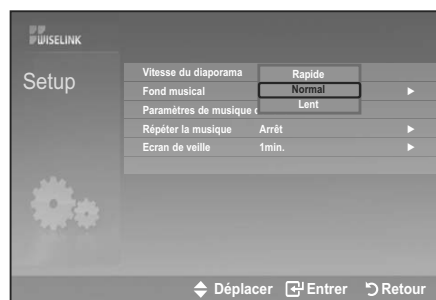 WISELINK
Setup
Vitesse du diaporama
Rapide
Fond musical
Normal
Paramètres de musique
Lent
Répéter la musique Arrêt
Ecran de veille 1min.
Déplacer Entrer Retour